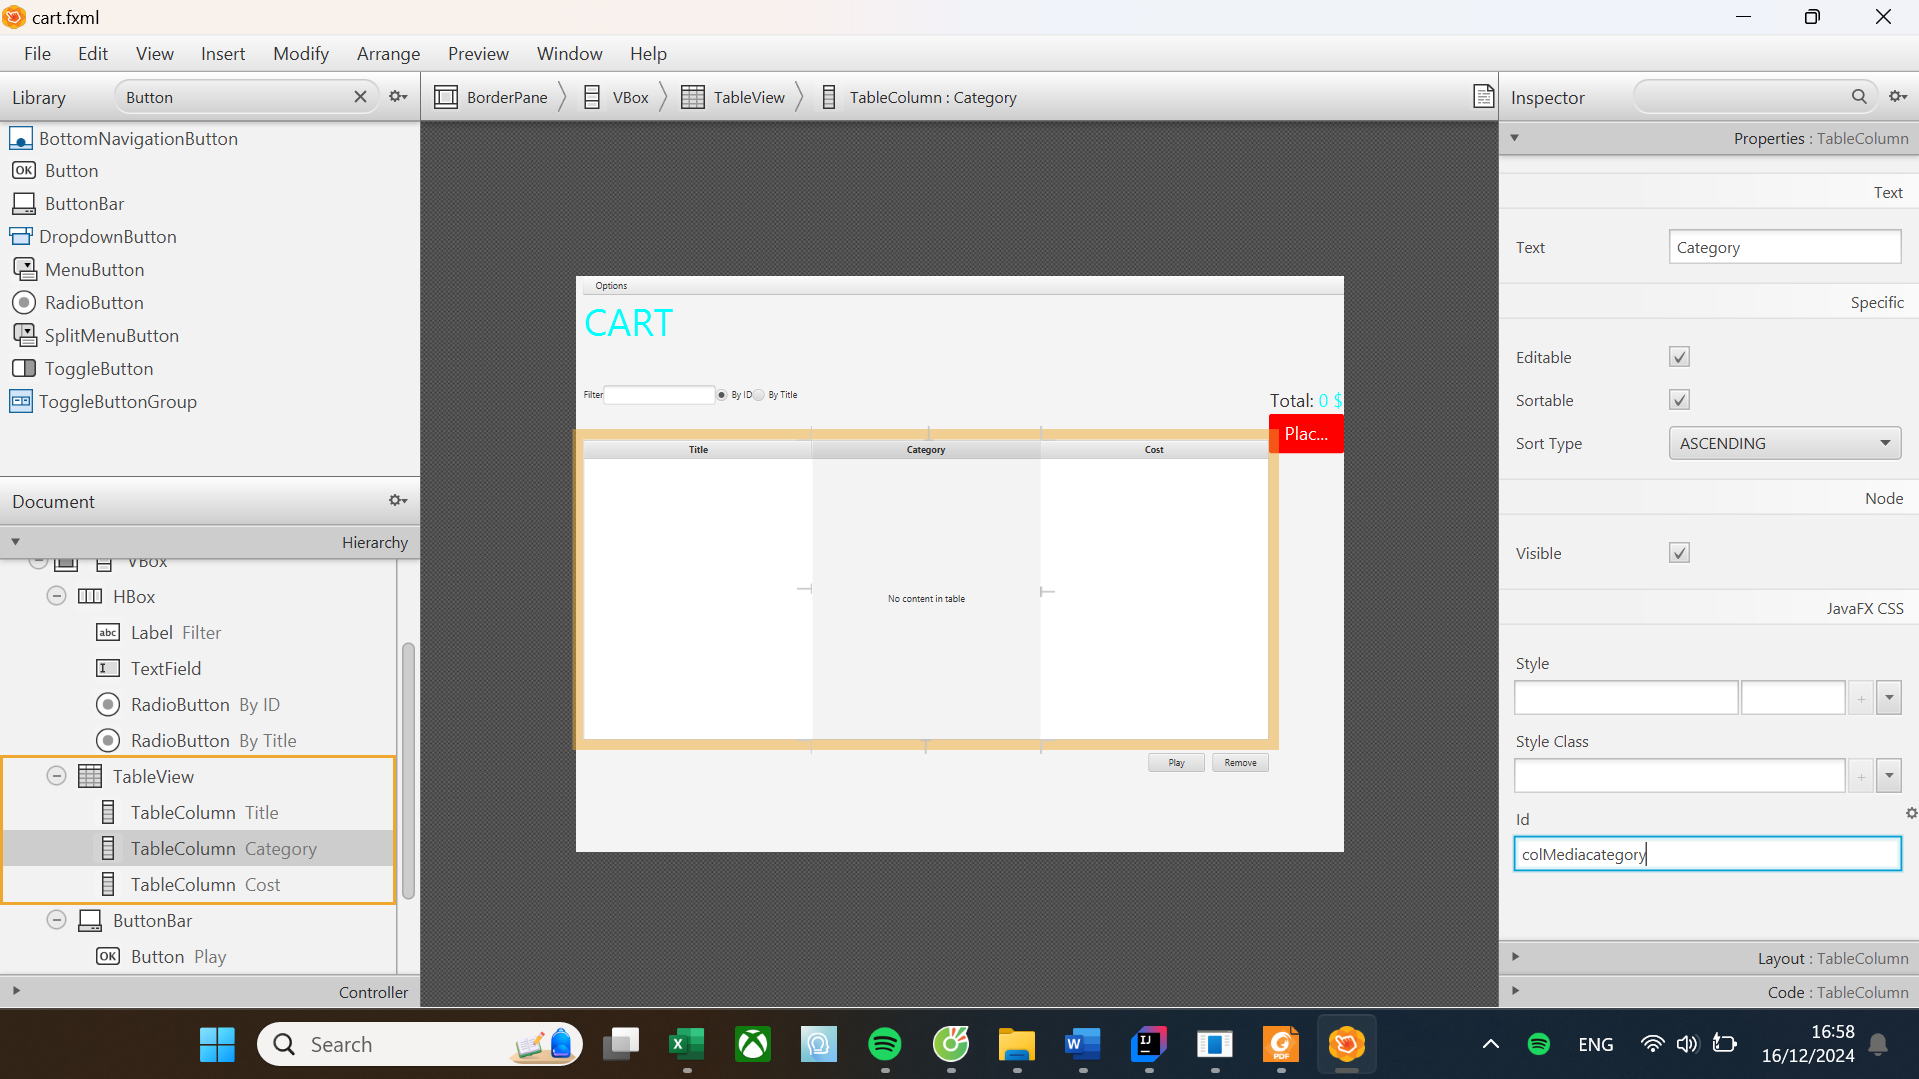 cart.fxml
File Edit View Insert Modify Arrange Preview Window Help
Library Button
BorderPane VBox TableView TableColumn : Category
Inspector
BottomNavigationButton
Button
ButtonBar
DropdownButton
MenuButton
RadioButton
SplitMenuButton
ToggleButton
ToggleButtonGroup
Document
Hierarchy
VBox
HBox
Label Filter
TextField
RadioButton By ID
RadioButton By Title
TableView
TableColumn Title
TableColumn Category
TableColumn Cost
ButtonBar
OK Button Play
Controller
Options
CART
Filter By ID By Title
Total: 0 $
Plac...
Title Category Cost
No content in table
Play Remove
Properties : TableColumn
Text
Text Category
Specific
Editable
Sortable
Sort Type ASCENDING
Node
Visible
JavaFX CSS
Style
Style Class
Id
colMediacategory
Layout : TableColumn
Code : TableColumn
Search
ENG
16:58
16/12/2024